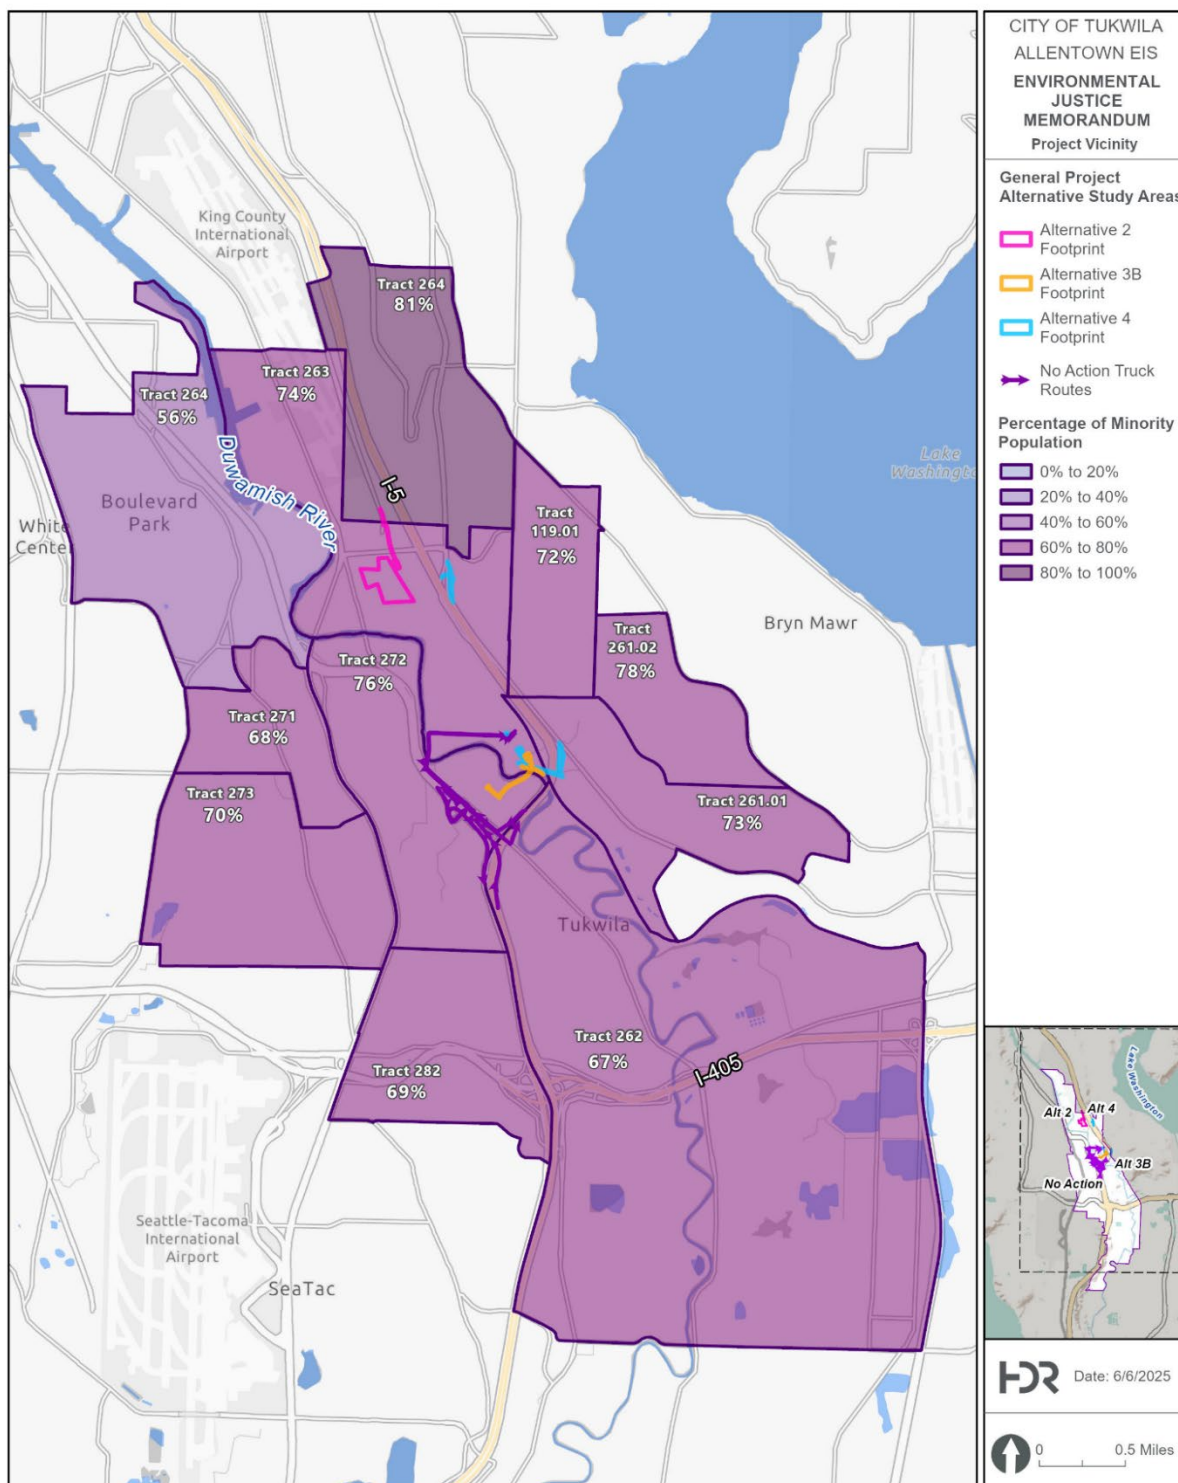 CITY OF TUKWILA
ALLENTOWN EIS
ENVIRONMENTAL
JUSTICE
MEMORANDUM
Project Vicinity
General Project
Alternative Study Areas
Alternative 2
Footprint
Alternative 3B
Footprint
Alternative 4
Footprint
No Action Truck
Routes
Percentage of Minority
Population
0% to 20%
20% to 40%
40% to 60%
60% to 80%
80% to 100%
King County
International
Airport
Tract 264
81%
Tract 263
74%
Tract 264
56%
Duwamish River
I-5
Boulevard
Park
White
Center
Lake
Washington
Tract
119.01
72%
Bryn Mawr
Tract
261.02
78%
Tract 272
76%
Tract 271
68%
Tract 273
70%
Tract 261.01
73%
Tukwila
Tract 262
67%
I-405
Tract 282
69%
Seattle-Tacoma
International
Airport
SeaTac
Lake Washington
Alt 2
Alt 4
Alt 3B
No Action
HDR
Date: 6/6/2025
0
0.5 Miles